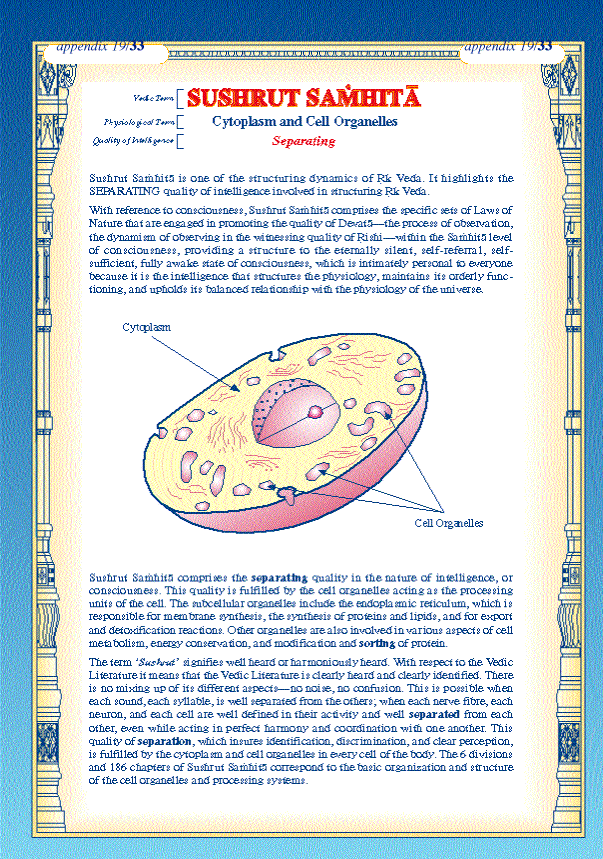 appendix 19/33
appendix 19/33
Vedic Term
SUSHRUT SAṀHITĀ
Physiological Term
Cytoplasm and Cell Organelles
Quality of Intelligence
Separating
Sushrut Saṁhitā is one of the structuring dynamics of Ṛk Veda. It highlights the
SEPARATING quality of intelligence involved in structuring Ṛk Veda.
With reference to consciousness, Sushrut Saṁhitā comprises the specific sets of Laws of
Nature that are engaged in promoting the quality of Devatā—the process of observation,
the dynamism of observing in the witnessing quality of Rishi—within the Saṁhitā level
of consciousness, providing a structure to the eternally silent, self-referral, self-
sufficient, fully awake state of consciousness, which is intimately personal to everyone
because it is the intelligence that structures the physiology, maintains its orderly func-
tioning, and upholds its balanced relationship with the physiology of the universe.
Cytoplasm
Cell Organelles
Sushrut Saṁhitā comprises the separating quality in the nature of intelligence, or
consciousness. This quality is fulfilled by the cell organelles acting as the processing
units of the cell. The subcellular organelles include the endoplasmic reticulum, which is
responsible for membrane synthesis, the synthesis of proteins and lipids, and for export
and detoxification reactions. Other organelles are also involved in various aspects of cell
metabolism, energy conservation, and modification and sorting of protein.
The term ‘Sushrut’ signifies well heard or harmoniously heard. With respect to the Vedic
Literature it means that the Vedic Literature is clearly heard and clearly identified. There
is no mixing up of its different aspects—no noise, no confusion. This is possible when
each sound, each syllable, is well separated from the others; when each nerve fibre, each
neuron, and each cell are well defined in their activity and well separated from each
other, even while acting in perfect harmony and coordination with one another. This
quality of separation, which insures identification, discrimination, and clear perception,
is fulfilled by the cytoplasm and cell organelles in every cell of the body. The 6 divisions
and 186 chapters of Sushrut Saṁhitā correspond to the basic organization and structure
of the cell organelles and processing systems.